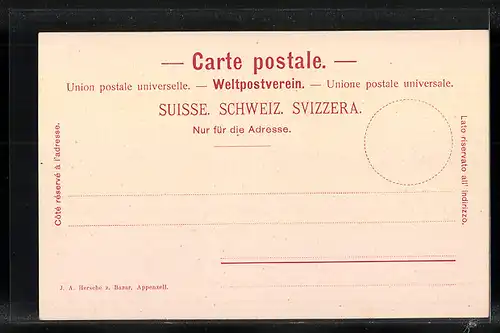 — Carte postale. —
Union postale universelle. — Weltpostverein. — Unione postale universale.
SUISSE. SCHWEIZ. SVIZZERA.
Nur für die Adresse.
Côté réservé à l'adresse.
Lato riservato all' indirizzo.
J. A. Hersche z. Bazar, Appenzell.